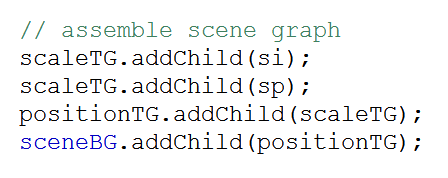 // assemble scene graph
scaleTG.addChild(si);
scaleTG.addChild(sp);
positionTG.addChild(scaleTG);
sceneBG.addChild(positionTG);